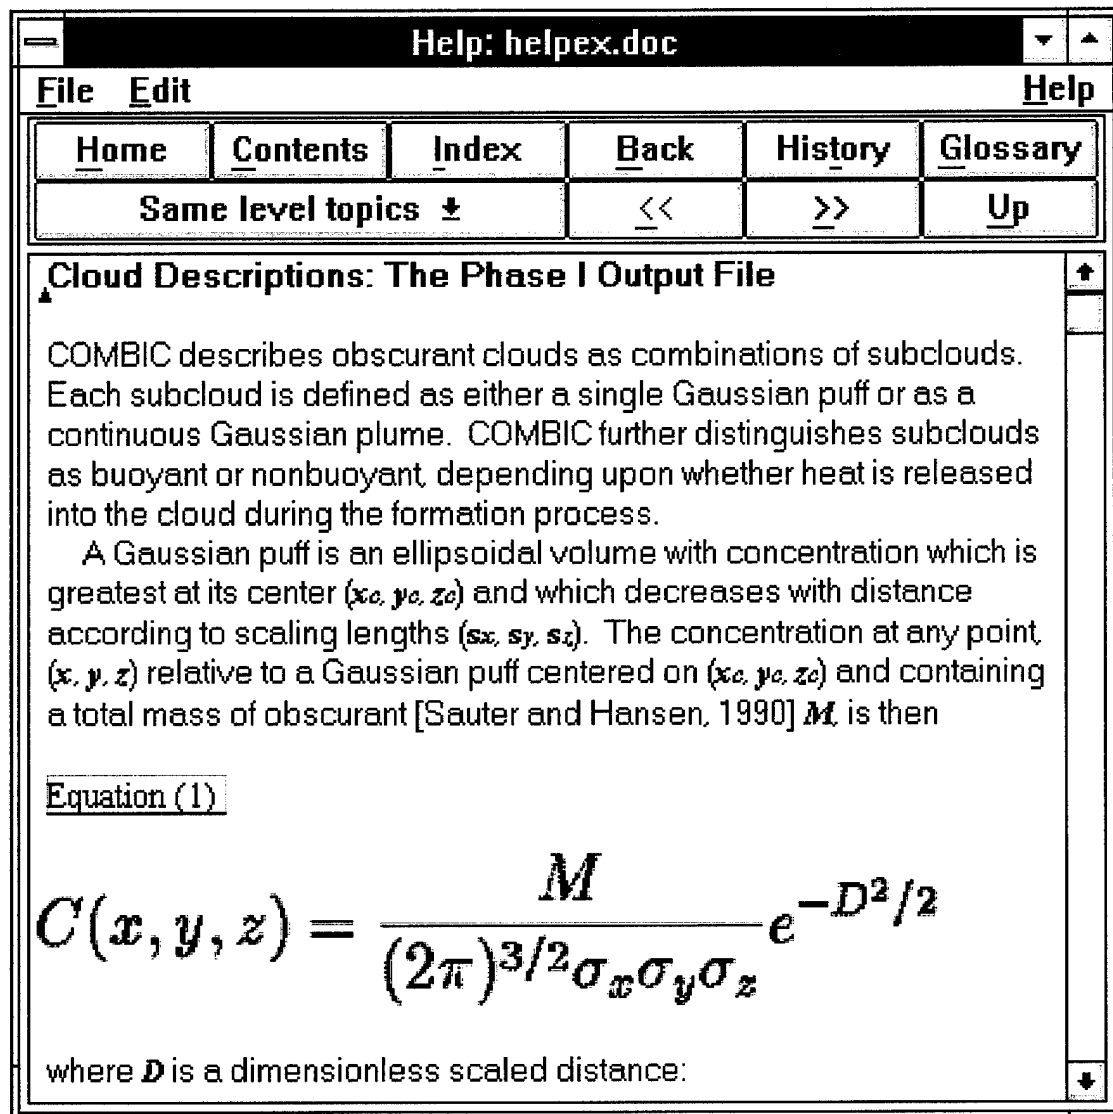 Help: helpex.doc
File Edit Help
Home Contents Index Back History Glossary
Same level topics << >> Up
Cloud Descriptions: The Phase I Output File
COMBIC describes obscurant clouds as combinations of subclouds.
Each subcloud is defined as either a single Gaussian puff or as a
continuous Gaussian plume. COMBIC further distinguishes subclouds
as buoyant or nonbuoyant, depending upon whether heat is released
into the cloud during the formation process.
A Gaussian puff is an ellipsoidal volume with concentration which is
greatest at its center (xc, yc, zc) and which decreases with distance
according to scaling lengths (sx, sy, sz). The concentration at any point,
(x, y, z) relative to a Gaussian puff centered on (xc, yc, zc) and containing
a total mass of obscurant [Sauter and Hansen, 1990] M, is then
Equation (1)
C(x, y, z) = \frac{M}{(2π)^{3/2} σ_x σ_y σ_z} e^{-D^2/2}
where D is a dimensionless scaled distance: